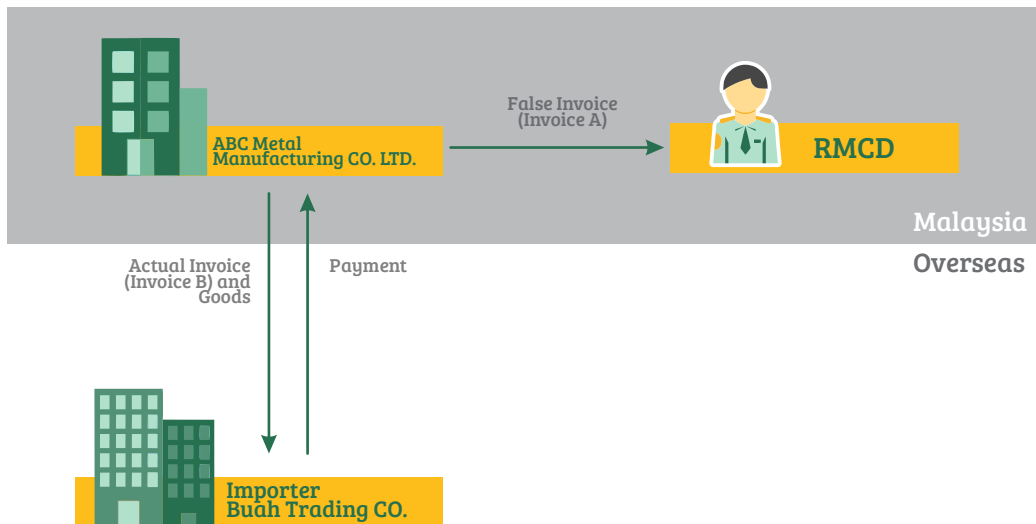 ABC Metal
Manufacturing CO. LTD.
False Invoice
(Invoice A)
RMCD
Malaysia
Overseas
Actual Invoice
(Invoice B) and
Goods
Payment
Importer
Buah Trading CO.